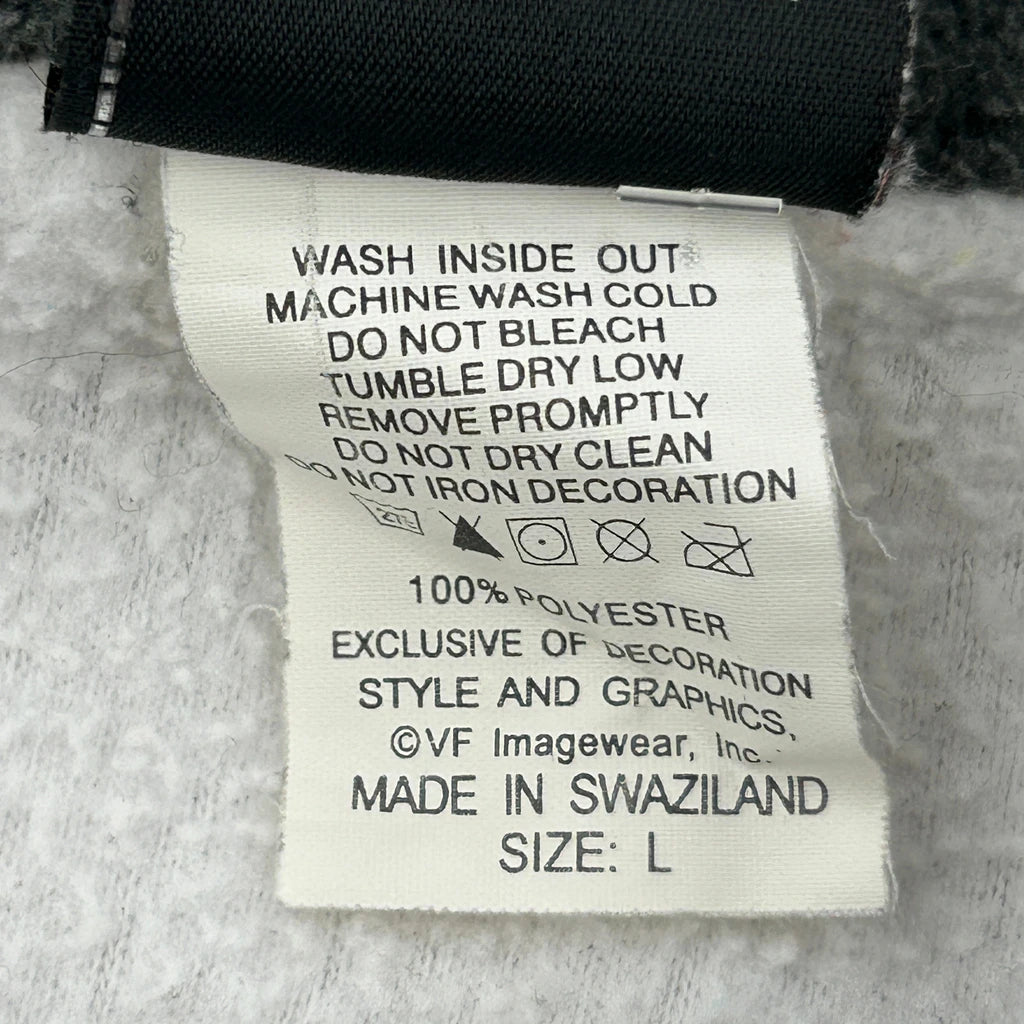 WASH INSIDE OUT
MACHINE WASH COLD
DO NOT BLEACH
TUMBLE DRY LOW
REMOVE PROMPTLY
DO NOT DRY CLEAN
DO NOT IRON DECORATION
100% POLYESTER
EXCLUSIVE OF DECORATION
STYLE AND GRAPHICS,
©VF Imagewear, Inc.
MADE IN SWAZILAND
SIZE: L